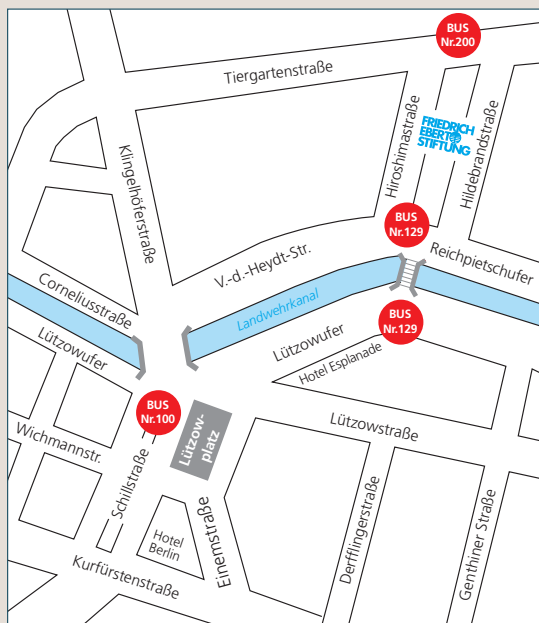 BUS
Nr.200
Tiergartenstraße
FRIEDRICH
EBERT
STIFTUNG
Hiroshimastraße
Hildebrandstraße
Klingelhöferstraße
BUS
Nr.129
Reichpietschufer
V.-d.-Heydt-Str.
Corneliusstraße
Landwehrkanal
Lützowufer
BUS
Nr.129
Lützowufer
Hotel Esplanade
BUS
Nr.100
Lützow-
platz
Lützowstraße
Wichmannstr.
Schillstraße
Hotel
Berlin
Einemstraße
Derfflingerstraße
Genthiner Straße
Kurfürstenstraße